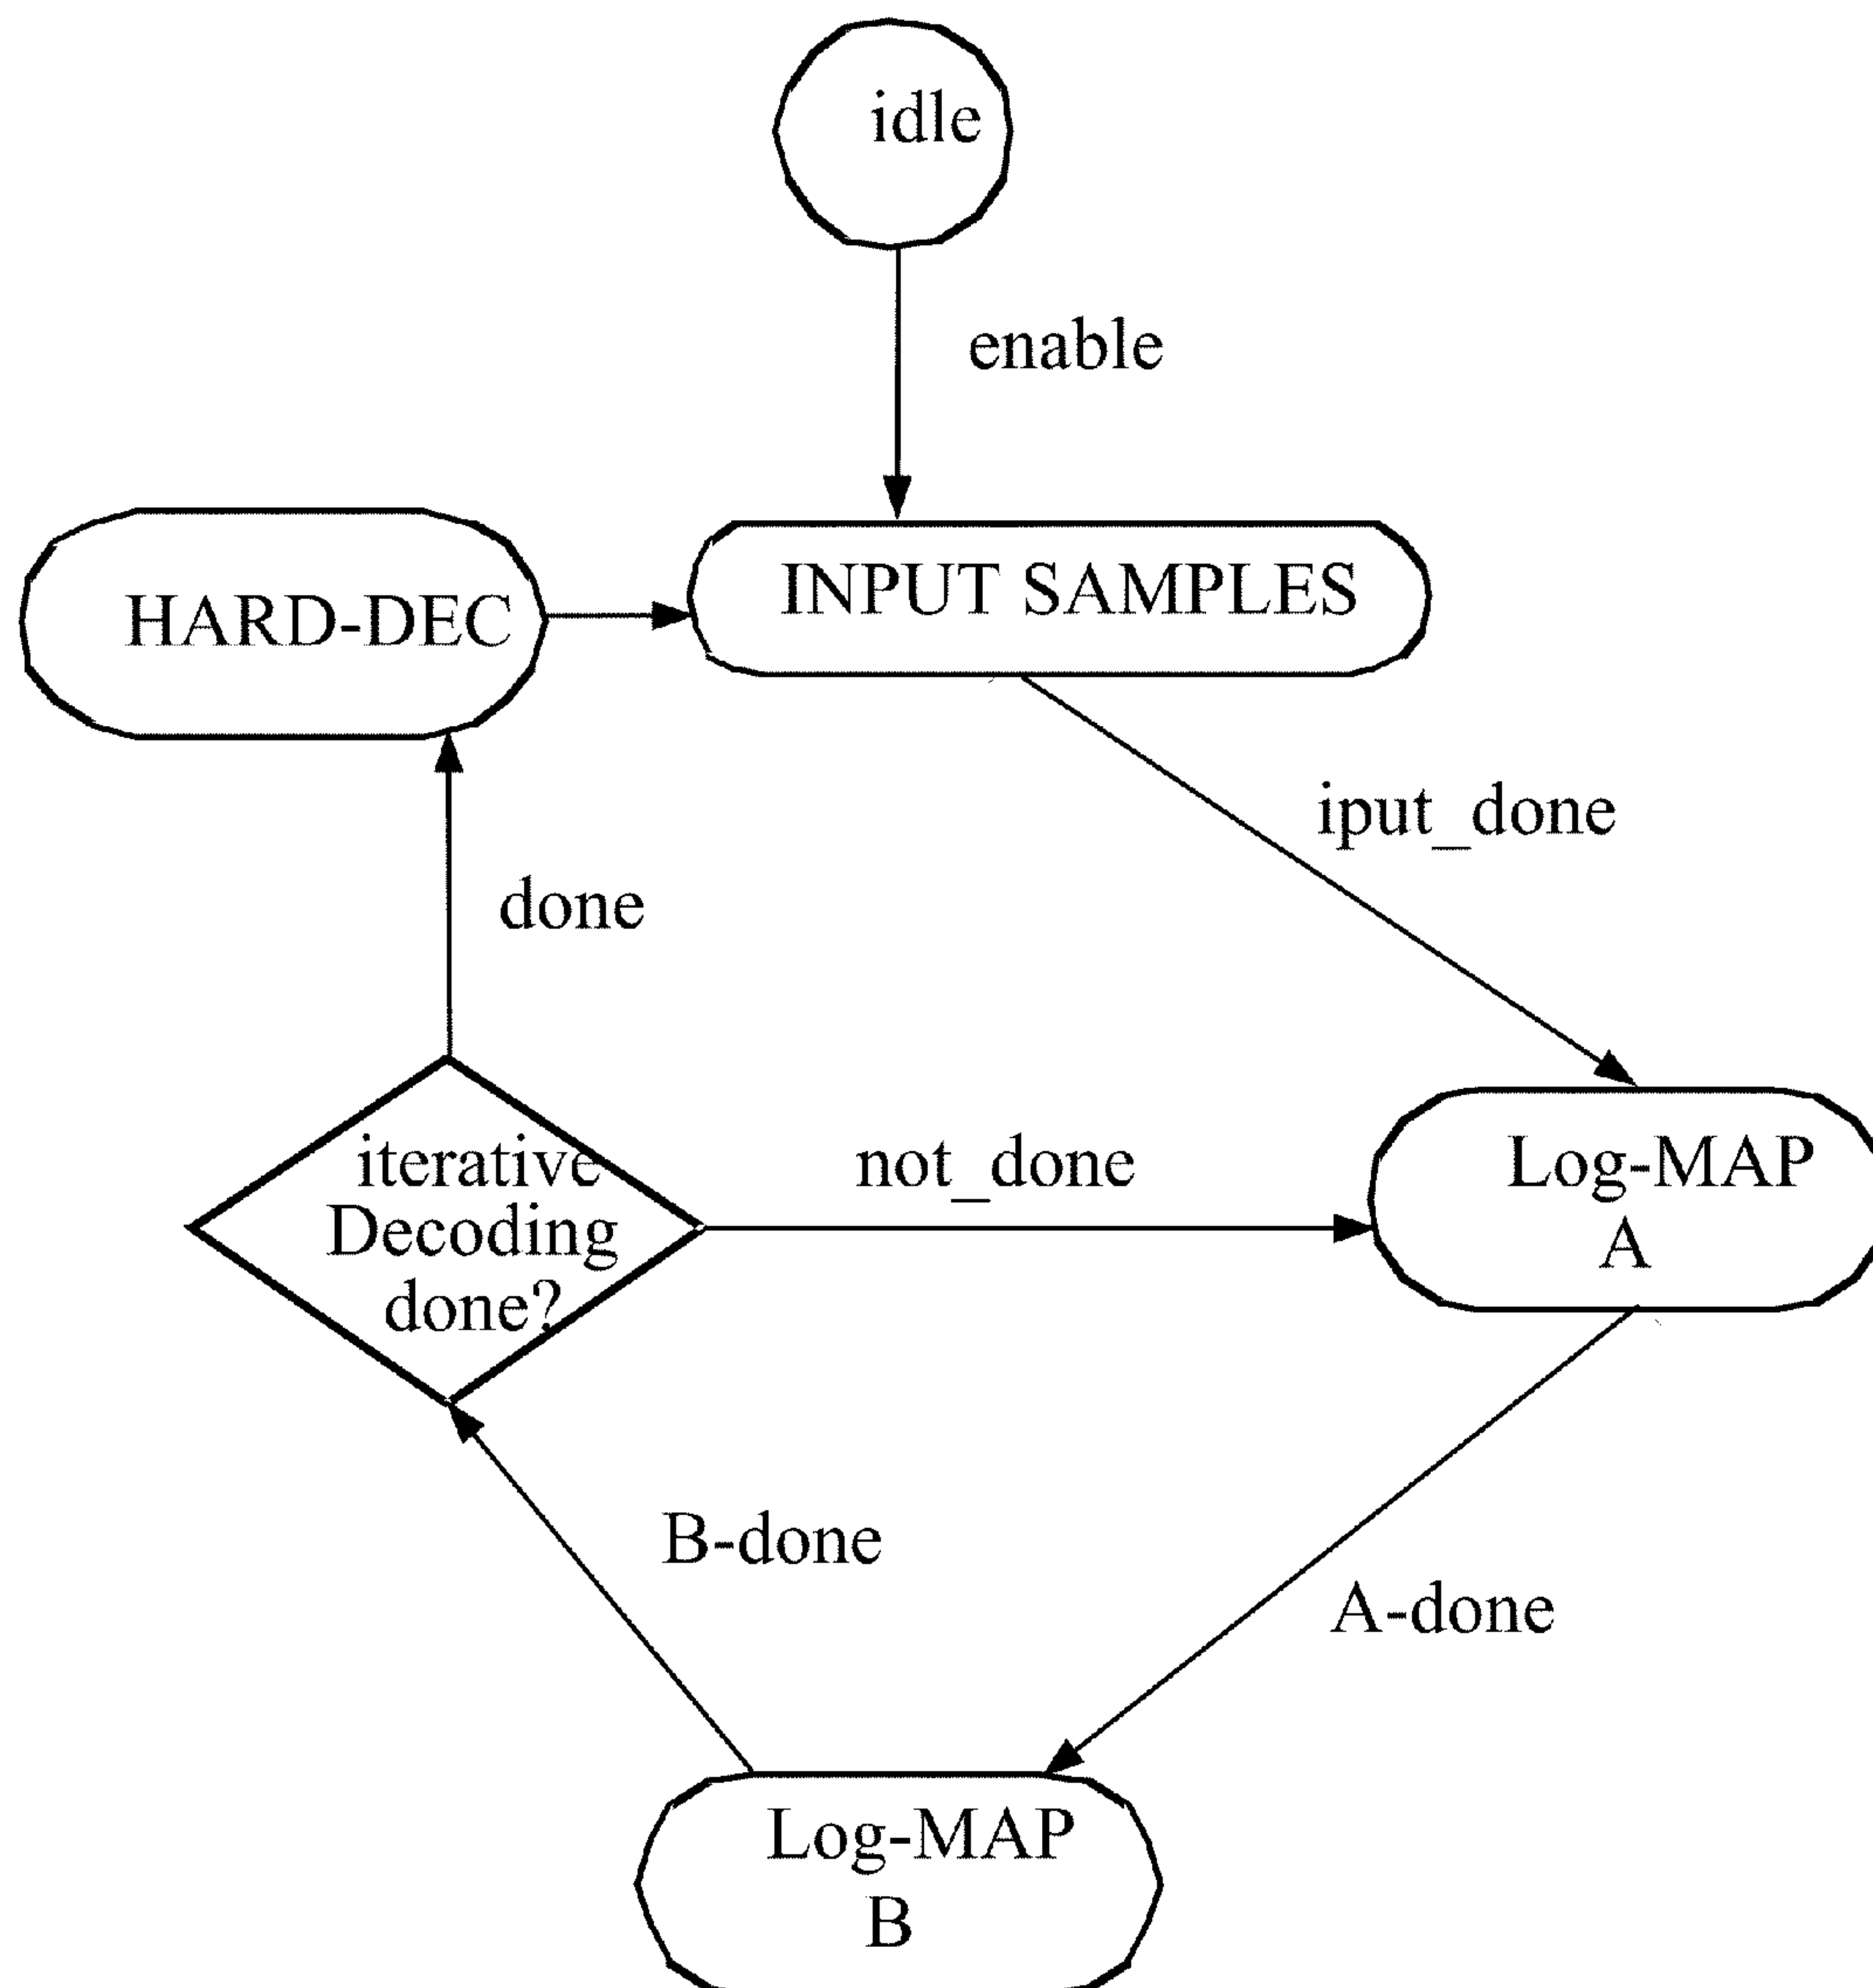 idle
enable
HARD-DEC
INPUT SAMPLES
iput_done
done
iterative
Decoding
done?
not_done
Log-MAP
A
B-done
A-done
Log-MAP
B